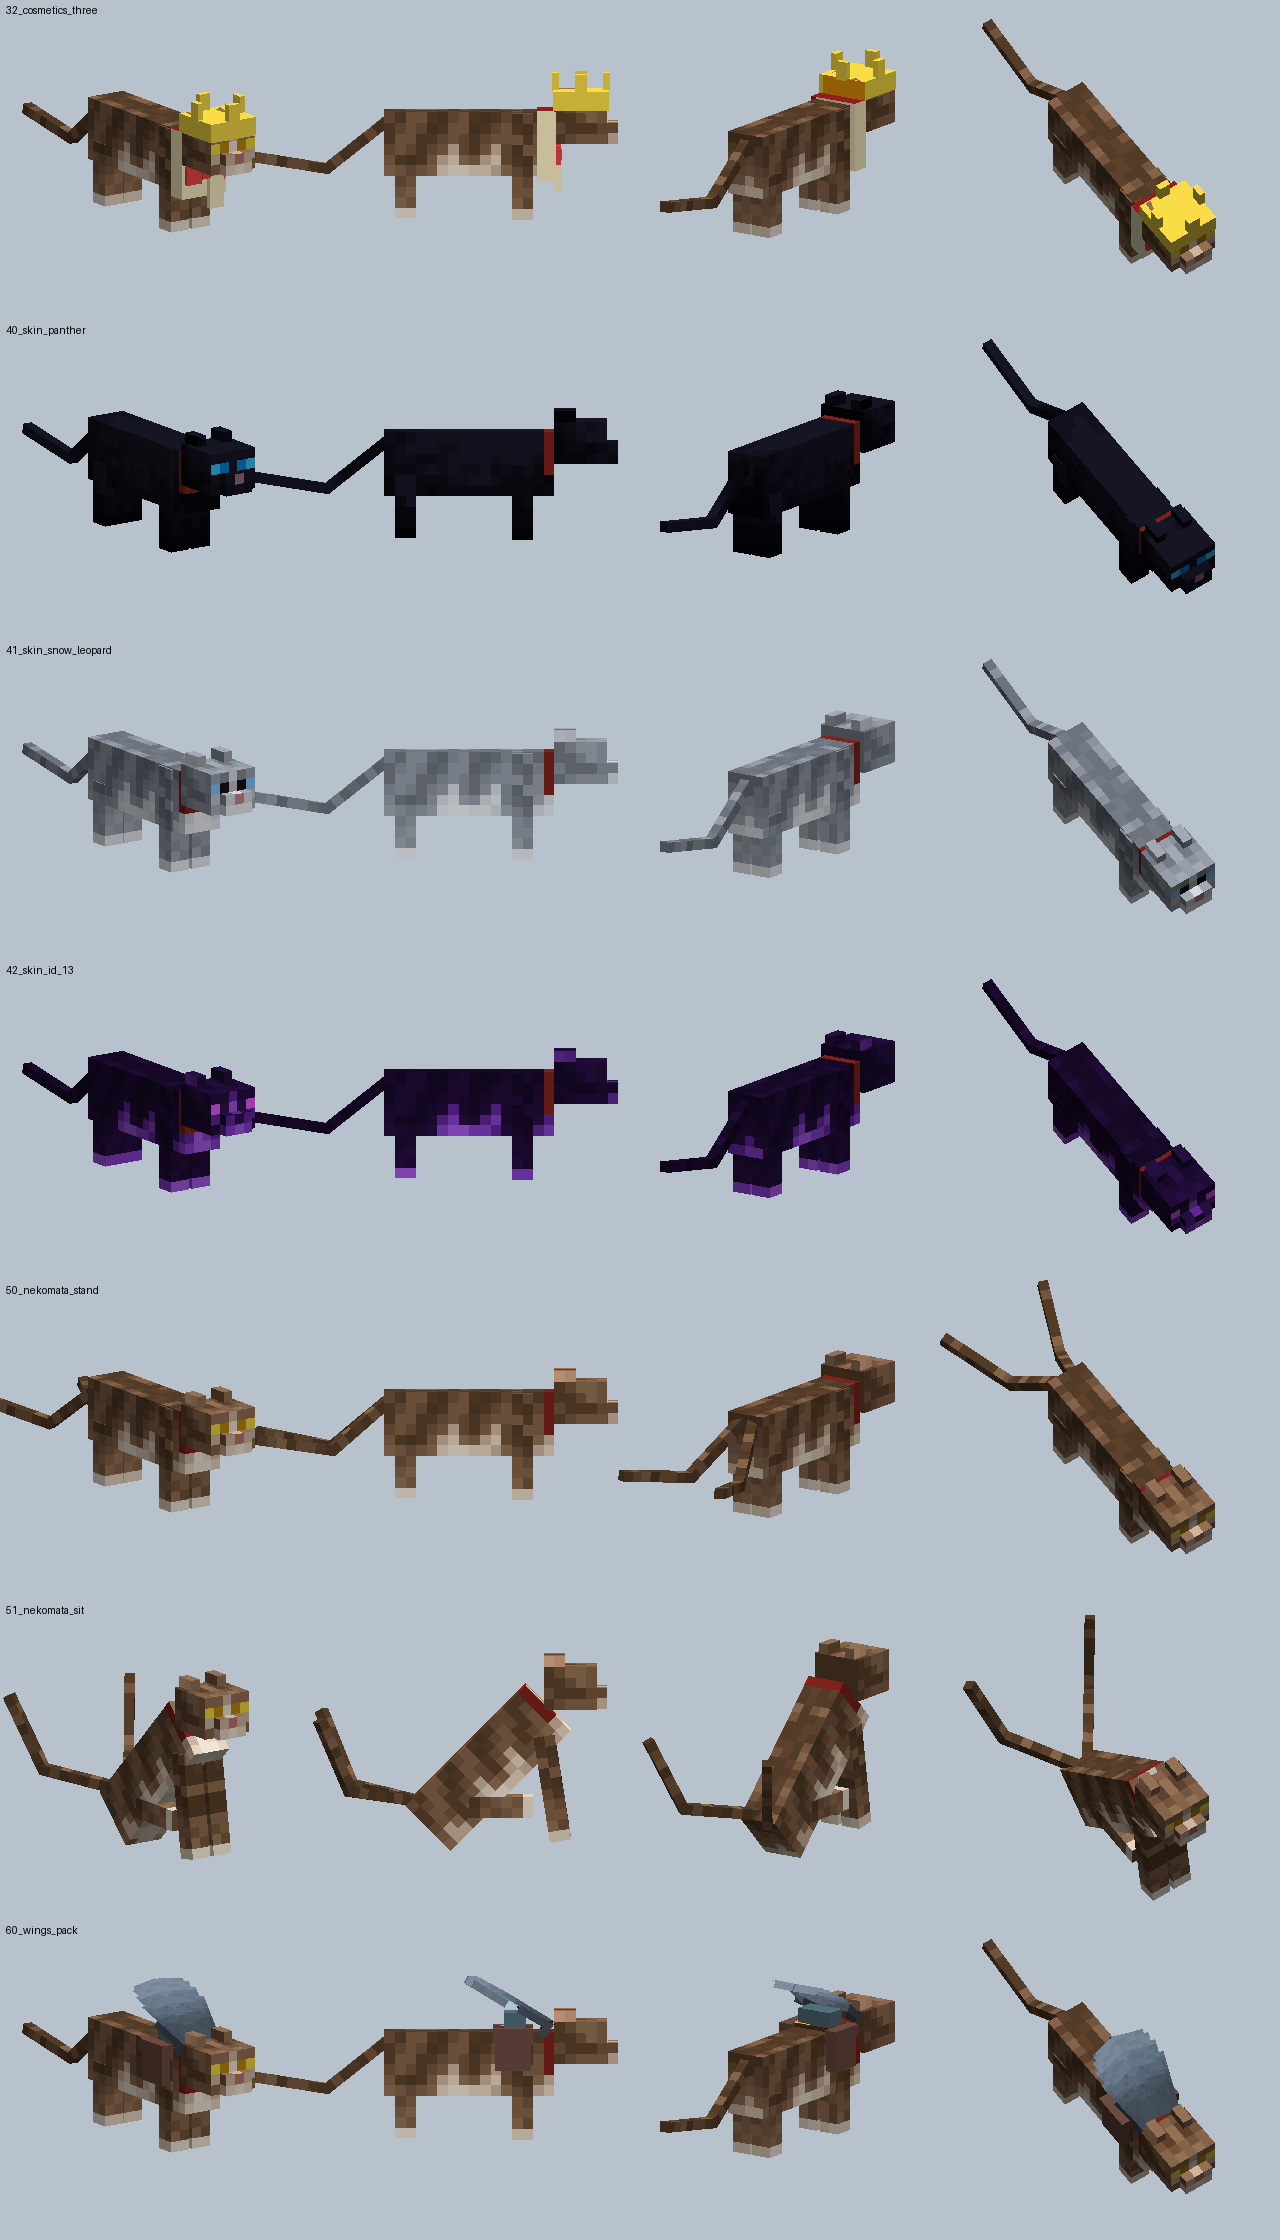 32_cosmetics_three
40_skin_panther
41_skin_snow_leopard
42_skin_id_13
50_nekomata_stand
51_nekomata_sit
60_wings_pack